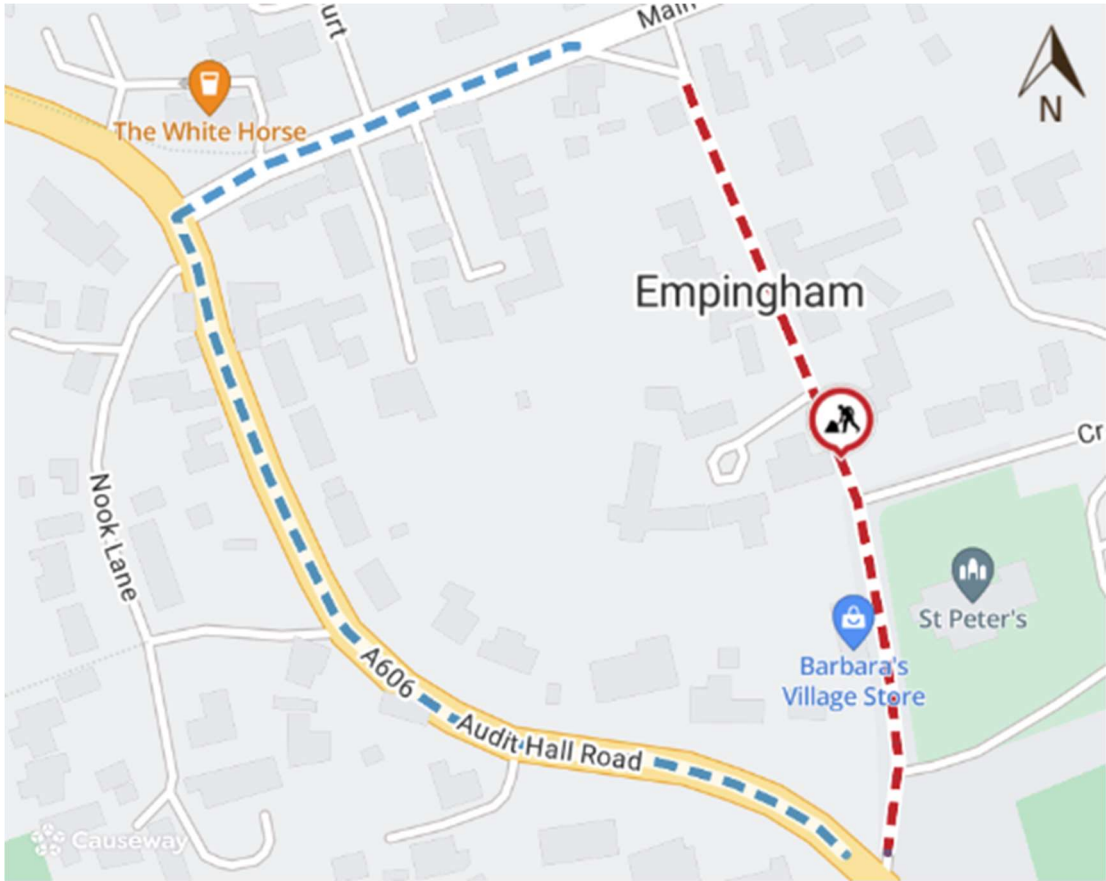 Main
urt
N
The White Horse
Empingham
Cr
Nook Lane
St Peter's
Barbara's
Village Store
A606
Audit Hall Road
Causeway